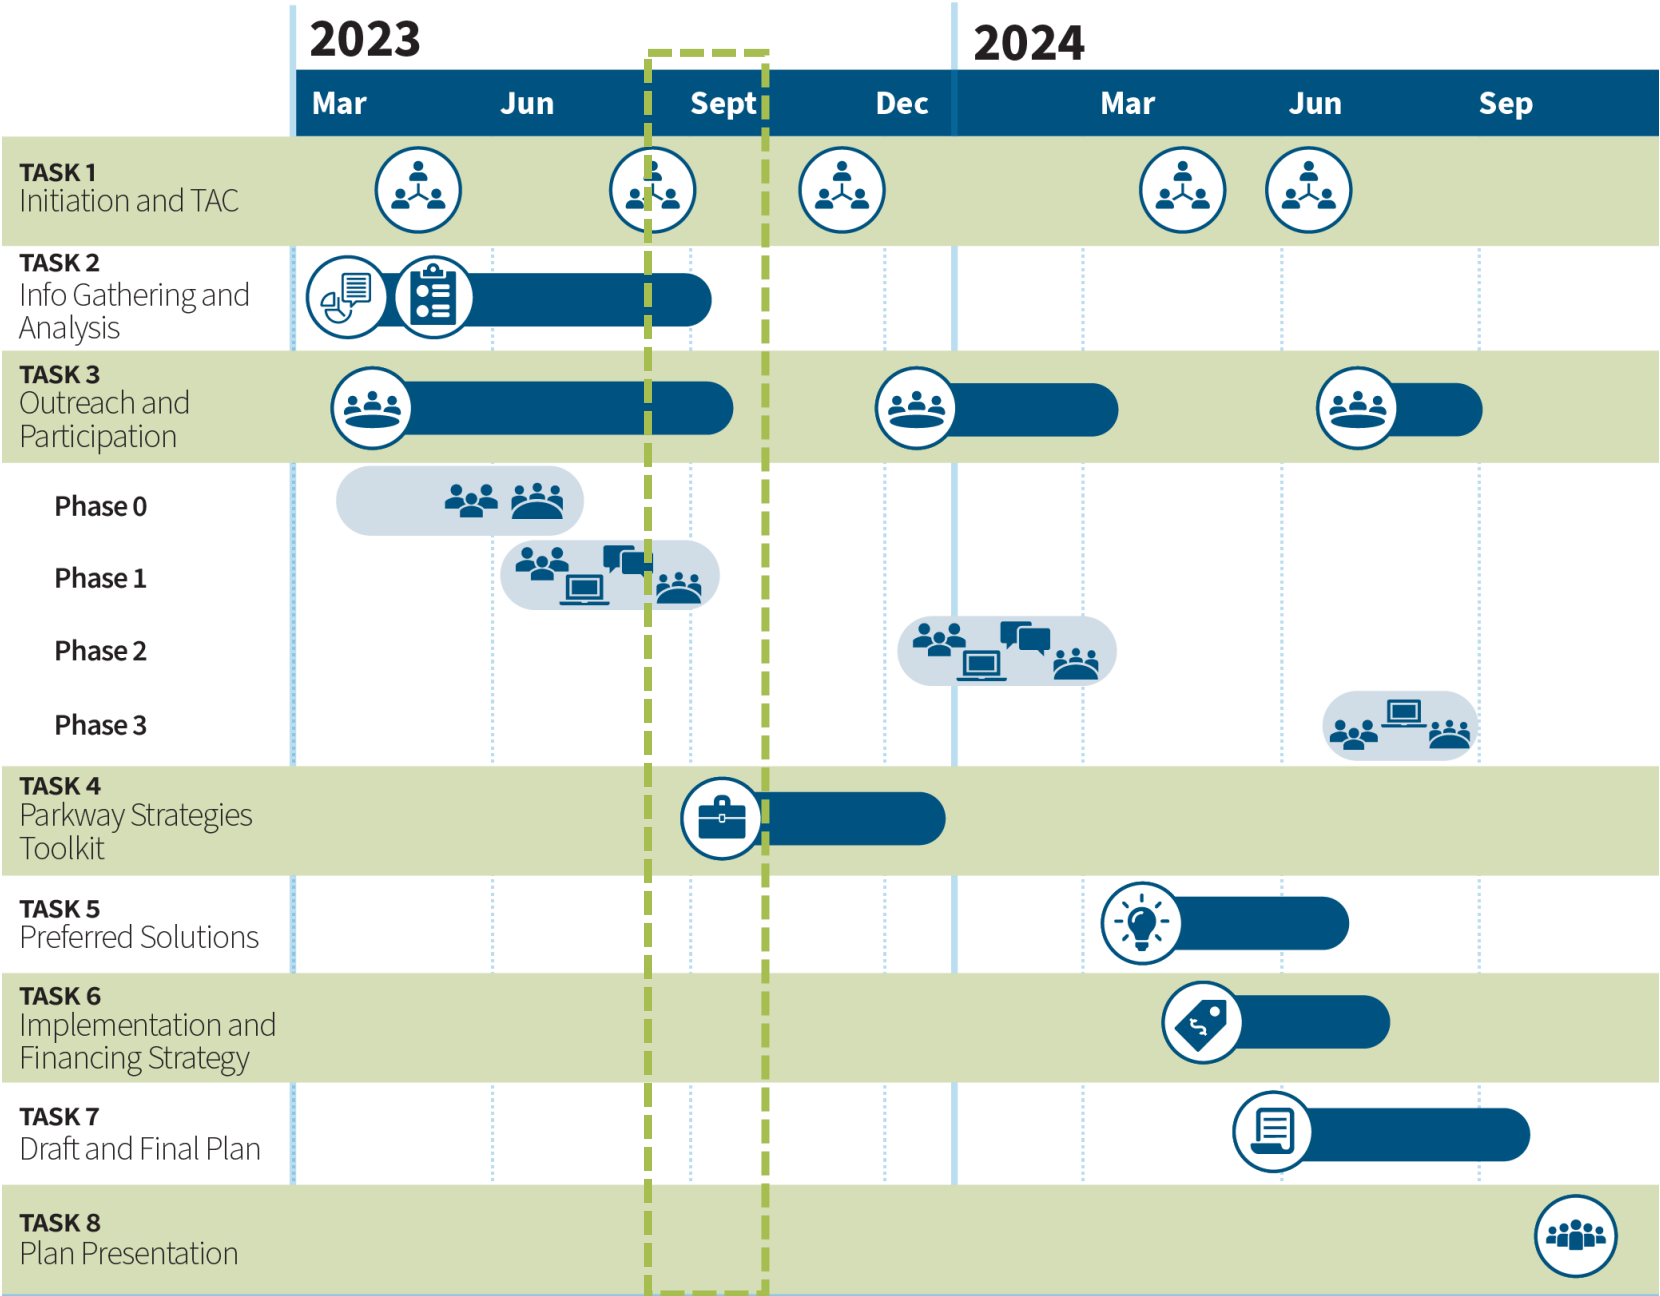 2023
2024
Mar Jun Sept Dec Mar Jun Sep
TASK 1
Initiation and TAC
TASK 2
Info Gathering and
Analysis
TASK 3
Outreach and
Participation
Phase 0
Phase 1
Phase 2
Phase 3
TASK 4
Parkway Strategies
Toolkit
TASK 5
Preferred Solutions
TASK 6
Implementation and
Financing Strategy
TASK 7
Draft and Final Plan
TASK 8
Plan Presentation